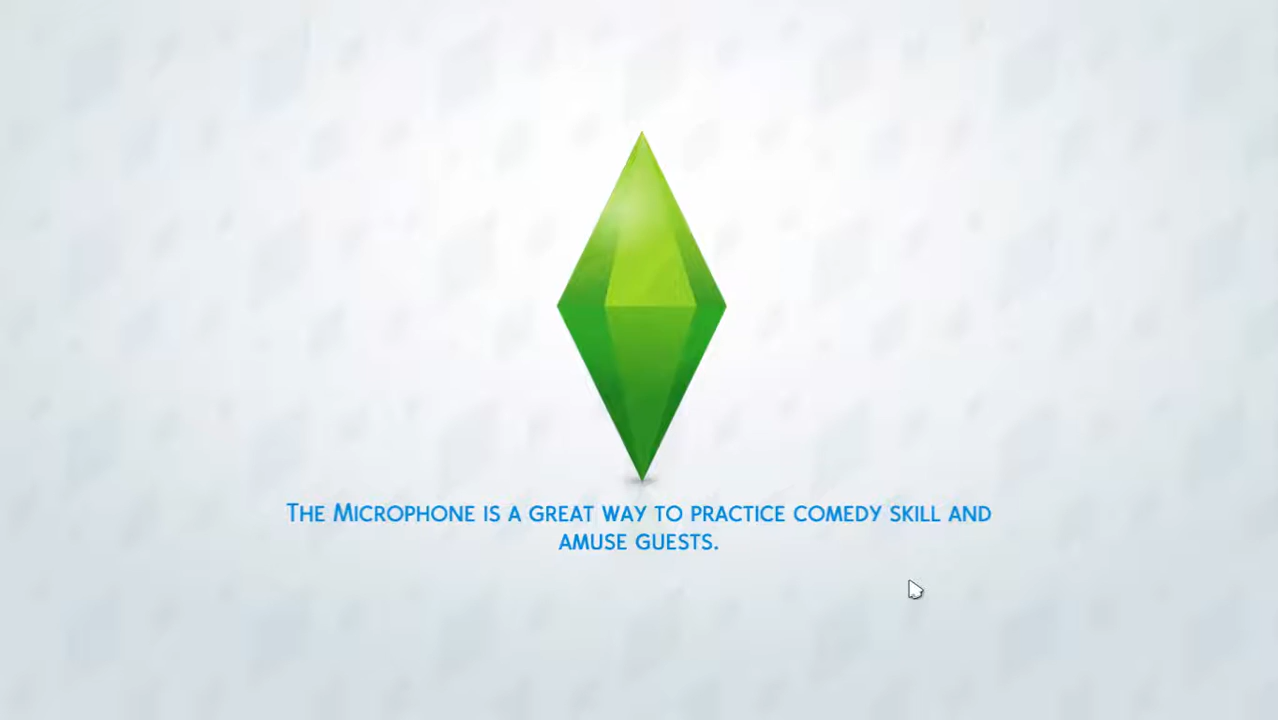 The Microphone is a great way to practice comedy skill and
amuse guests.